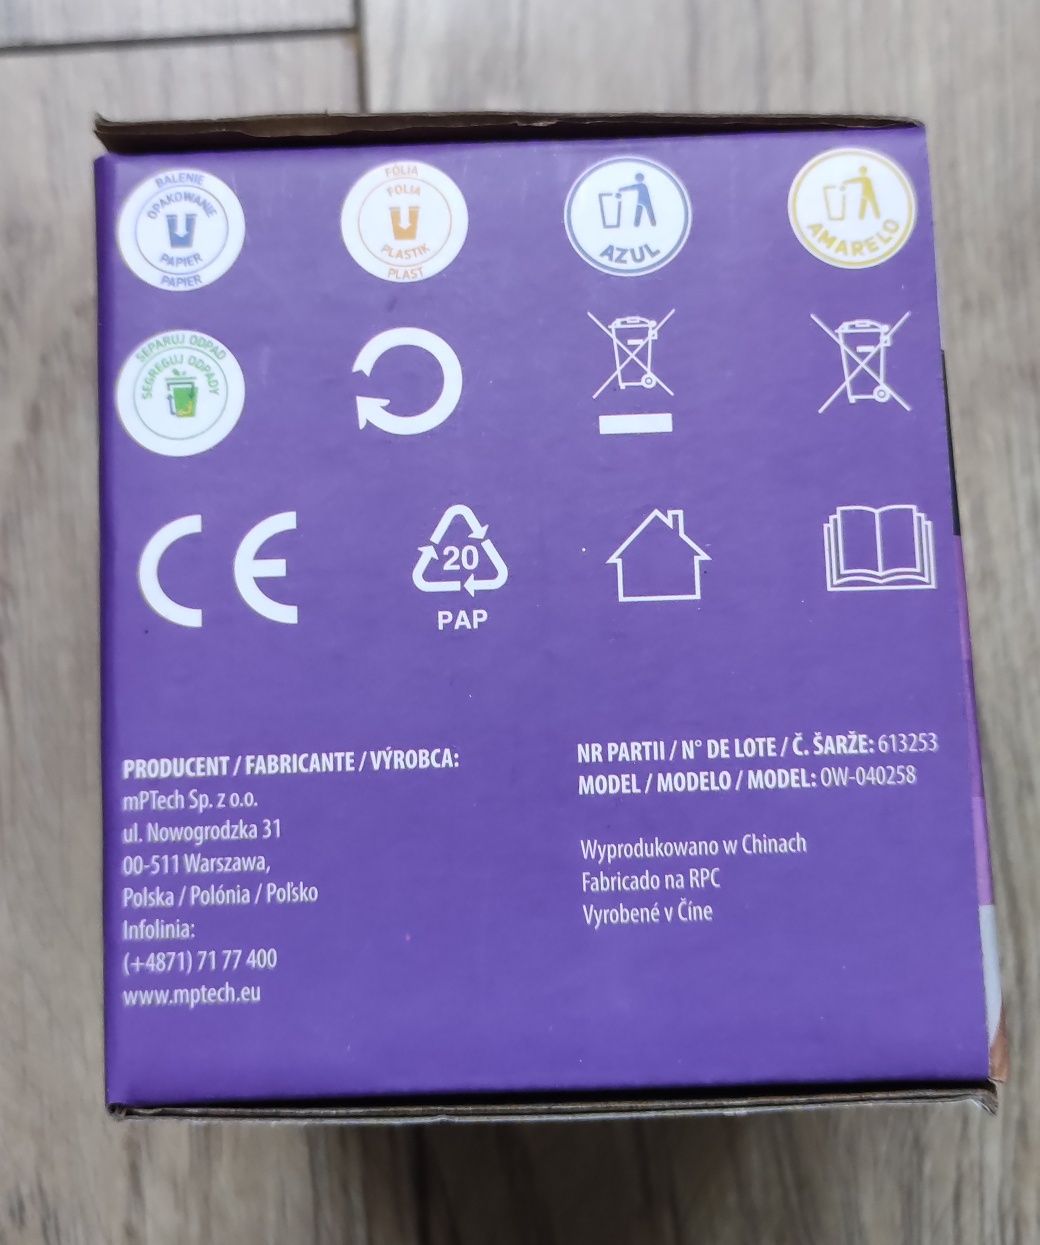 BALENIE
OPAKOWANIE
PAPIER
PAPIER
FÓLIA
FOLIA
PLASTIK
PLAST
AZUL
AMARELO
SEPARUJ ODPAD
SEGREGUJ ODPADY
CE
20
PAP
PRODUCENT / FABRICANTE / VÝROBCA:
mPTech Sp. z o.o.
ul. Nowogrodzka 31
00-511 Warszawa,
Polska / Polónia / Poľsko
Infolinia:
(+4871) 71 77 400
www.mptech.eu
NR PARTII / N° DE LOTE / Č. ŠARŽE: 613253
MODEL / MODELO / MODEL: OW-040258
Wyprodukowano w Chinach
Fabricado na RPC
Vyrobené v Číne